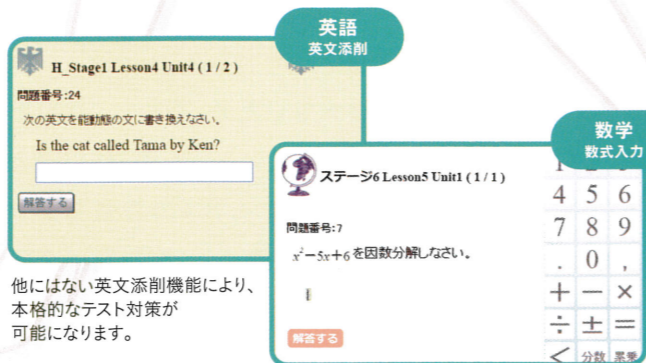 英語
英文添削
H_Stage1 Lesson4 Unit4 ( 1 / 2 )
問題番号:24
次の英文を能動態の文に書き換えなさい。
Is the cat called Tama by Ken?
解答する
他にはない英文添削機能により、
本格的なテスト対策が
可能になります。
数学
数式入力
ステージ6 Lesson5 Unit1 ( 1 / 1 )
問題番号:7
x²−5x+6を因数分解しなさい。
解答する
4 5 6
7 8 9
. 0 ,
+ − ×
÷ ± =
< 分数 累乗